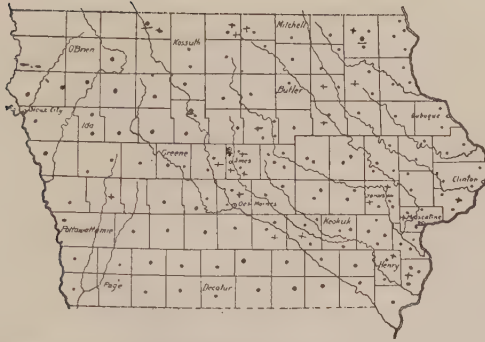 Mitchell
O'Brien
Kossuth
Butler
Sioux City
Dubuque
Ida
Greene
Ames
Clinton
Johnson
Des Moines
Muscatine
Keokuk
Pottawattamie
Henry
Page
Decatur